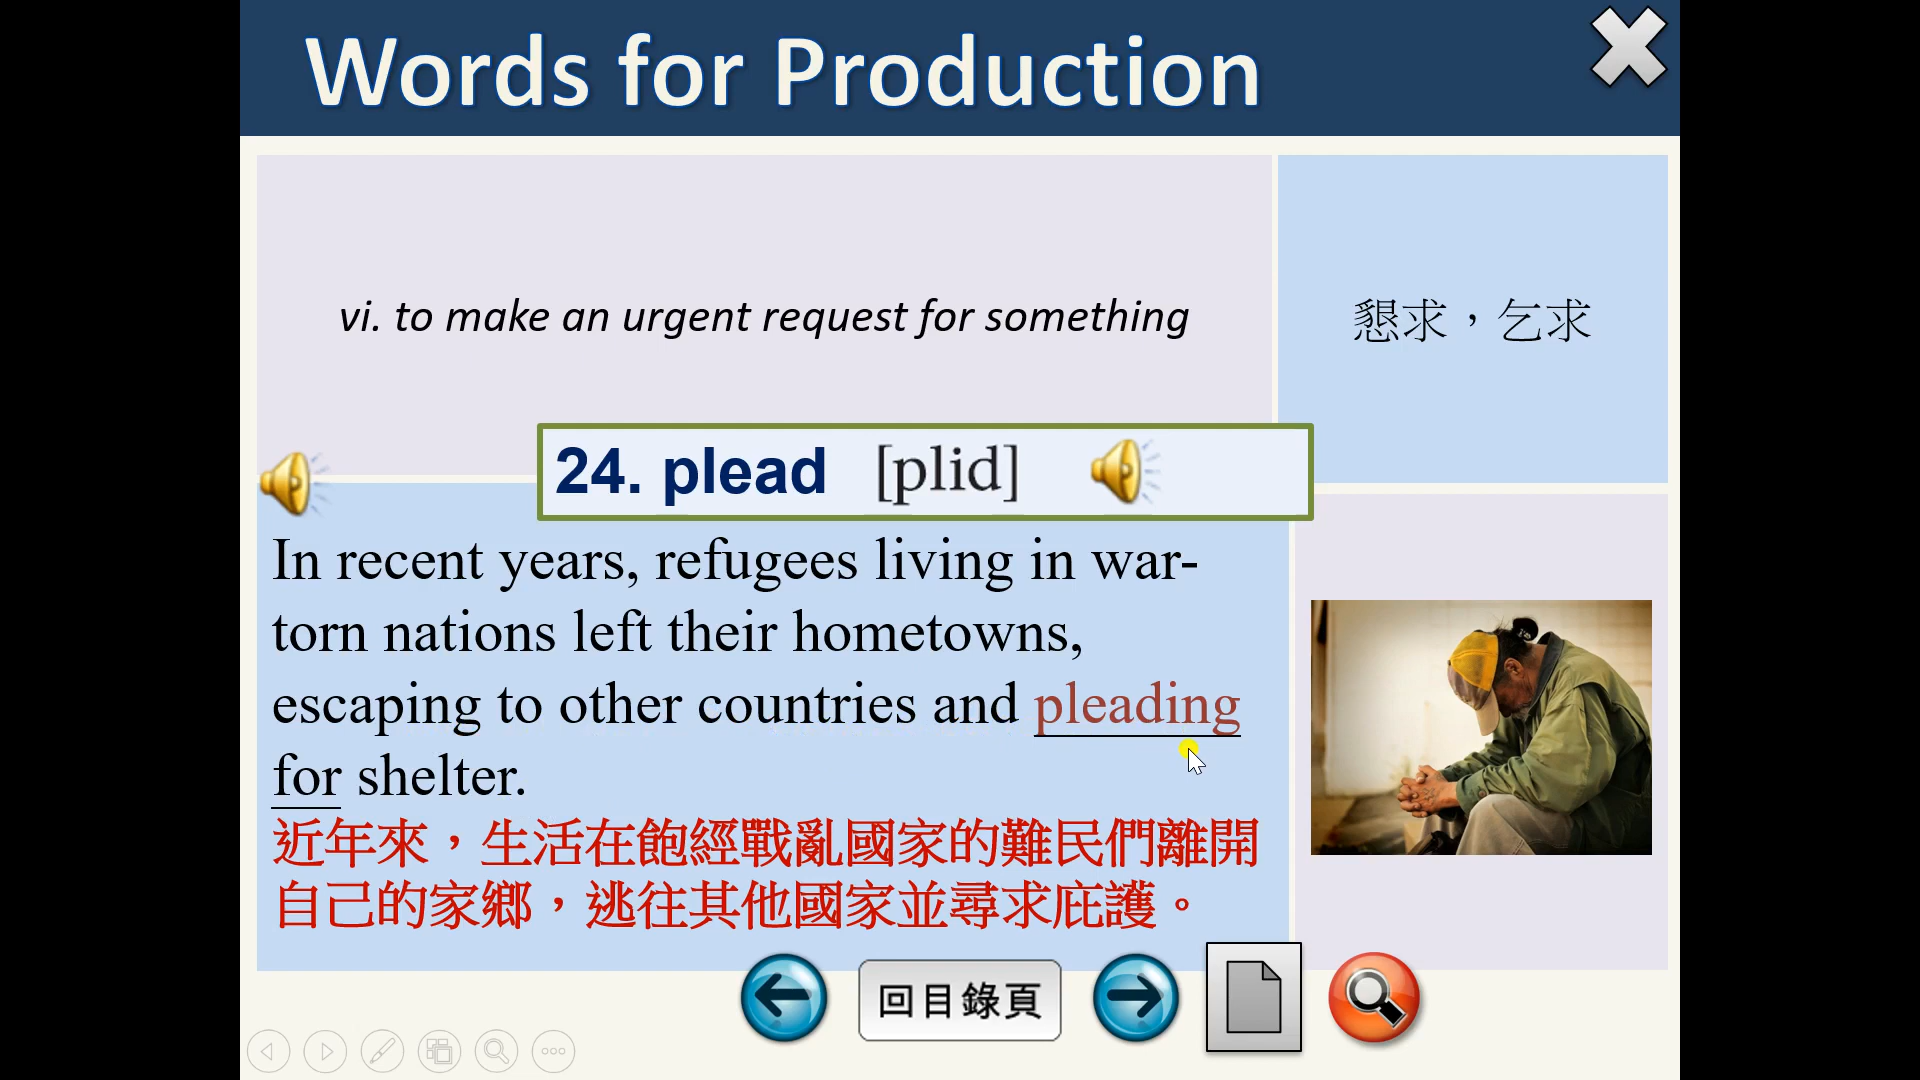 Words for Production
vi. to make an urgent request for something
懇求，乞求
24. plead [plid]
In recent years, refugees living in war-
torn nations left their hometowns,
escaping to other countries and pleading
for shelter.
近年來，生活在飽經戰亂國家的難民們離開
自己的家鄉，逃往其他國家並尋求庇護。
回目錄頁